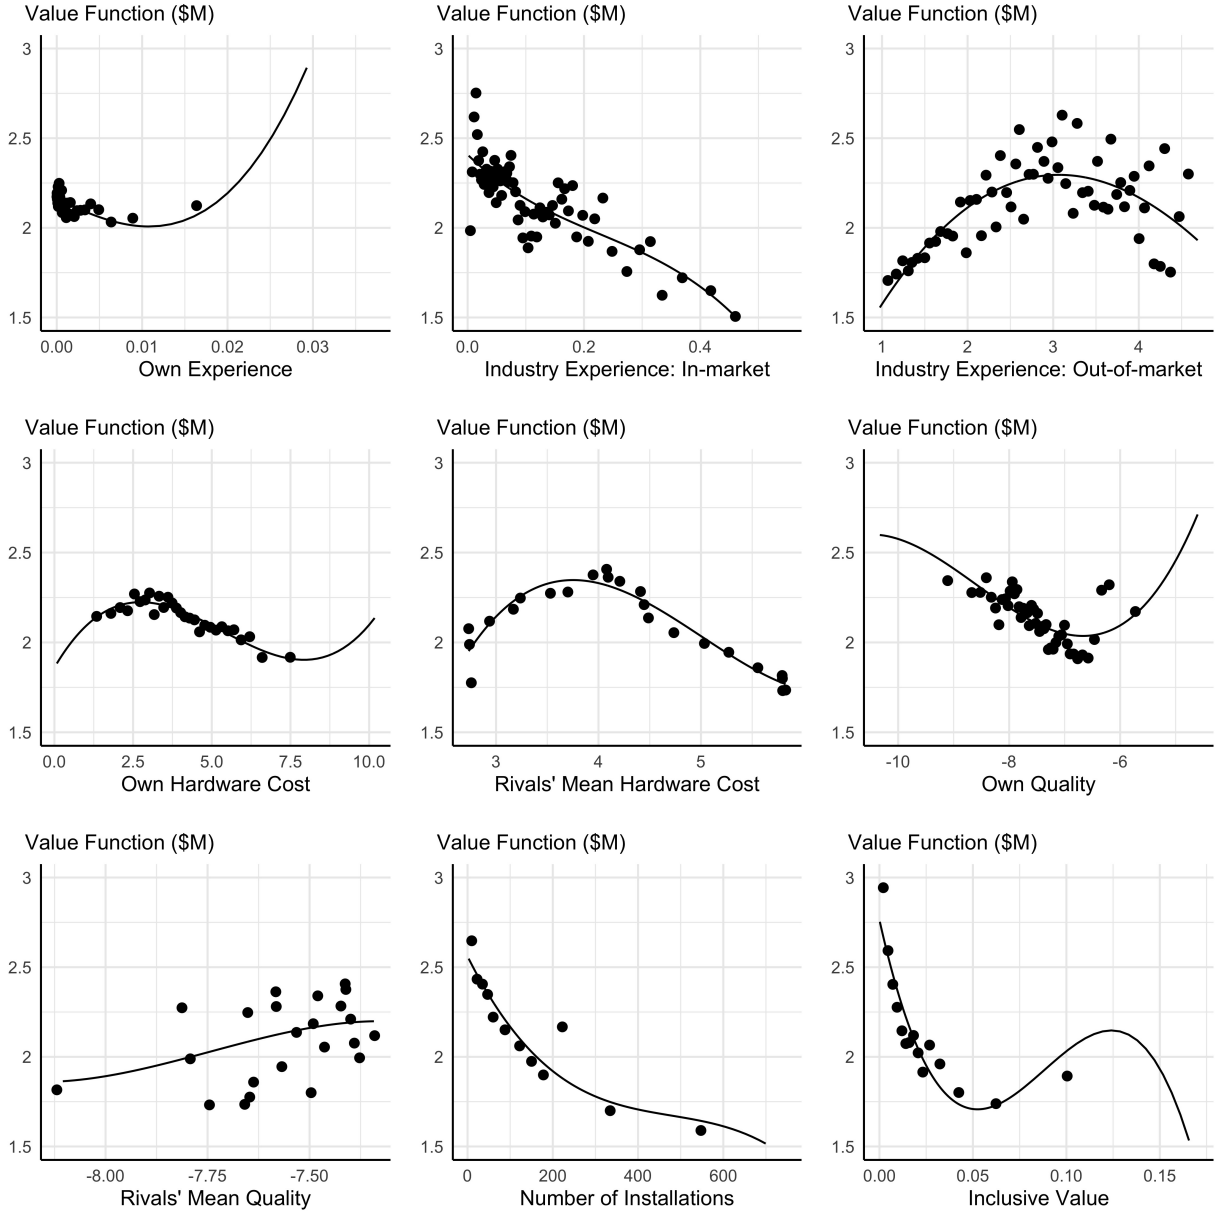 Value Function ($M)
3
2.5
2
1.5
0.00 0.01 0.02 0.03
Own Experience
Value Function ($M)
3
2.5
2
1.5
0.0 0.2 0.4
Industry Experience: In-market
Value Function ($M)
3
2.5
2
1.5
1 2 3 4
Industry Experience: Out-of-market
Value Function ($M)
3
2.5
2
1.5
0.0 2.5 5.0 7.5 10.0
Own Hardware Cost
Value Function ($M)
3
2.5
2
1.5
3 4 5
Rivals' Mean Hardware Cost
Value Function ($M)
3
2.5
2
1.5
-10 -8 -6
Own Quality
Value Function ($M)
3
2.5
2
1.5
-8.00 -7.75 -7.50
Rivals' Mean Quality
Value Function ($M)
3
2.5
2
1.5
0 200 400 600
Number of Installations
Value Function ($M)
3
2.5
2
1.5
0.00 0.05 0.10 0.15
Inclusive Value